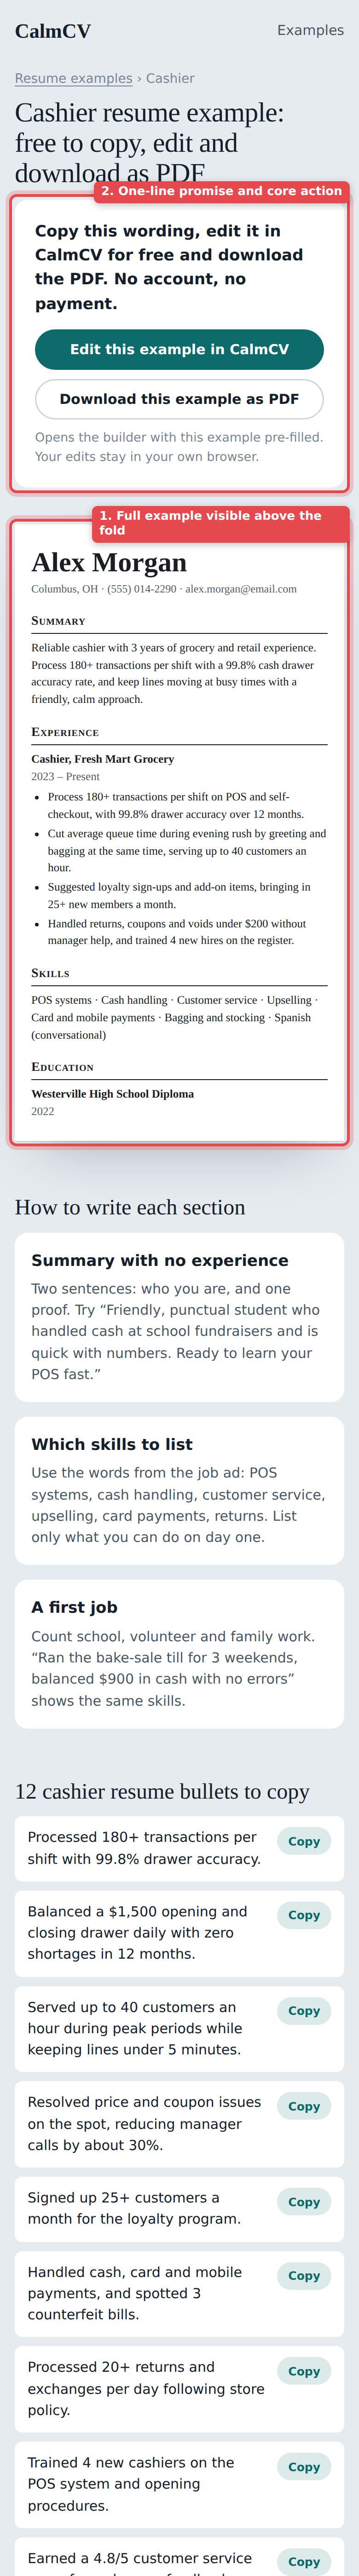 CalmCV
Examples
Resume examples › Cashier
Cashier resume example:
free to copy, edit and
download as PDF
2. One-line promise and core action
Copy this wording, edit it in
CalmCV for free and download
the PDF. No account, no
payment.
Edit this example in CalmCV
Download this example as PDF
Opens the builder with this example pre-filled.
Your edits stay in your own browser.
1. Full example visible above the
fold
Alex Morgan
Columbus, OH · (555) 014-2290 · alex.morgan@email.com
Summary
Reliable cashier with 3 years of grocery and retail experience.
Process 180+ transactions per shift with a 99.8% cash drawer
accuracy rate, and keep lines moving at busy times with a
friendly, calm approach.
Experience
Cashier, Fresh Mart Grocery
2023 – Present
• Process 180+ transactions per shift on POS and self-
checkout, with 99.8% drawer accuracy over 12 months.
• Cut average queue time during evening rush by greeting and
bagging at the same time, serving up to 40 customers an
hour.
• Suggested loyalty sign-ups and add-on items, bringing in
25+ new members a month.
• Handled returns, coupons and voids under $200 without
manager help, and trained 4 new hires on the register.
Skills
POS systems · Cash handling · Customer service · Upselling ·
Card and mobile payments · Bagging and stocking · Spanish
(conversational)
Education
Westerville High School Diploma
2022
How to write each section
Summary with no experience
Two sentences: who you are, and one
proof. Try “Friendly, punctual student who
handled cash at school fundraisers and is
quick with numbers. Ready to learn your
POS fast.”
Which skills to list
Use the words from the job ad: POS
systems, cash handling, customer service,
upselling, card payments, returns. List
only what you can do on day one.
A first job
Count school, volunteer and family work.
“Ran the bake-sale till for 3 weekends,
balanced $900 in cash with no errors”
shows the same skills.
12 cashier resume bullets to copy
Processed 180+ transactions per
shift with 99.8% drawer accuracy.
Copy
Balanced a $1,500 opening and
closing drawer daily with zero
shortages in 12 months.
Copy
Served up to 40 customers an
hour during peak periods while
keeping lines under 5 minutes.
Copy
Resolved price and coupon issues
on the spot, reducing manager
calls by about 30%.
Copy
Signed up 25+ customers a
month for the loyalty program.
Copy
Handled cash, card and mobile
payments, and spotted 3
counterfeit bills.
Copy
Processed 20+ returns and
exchanges per day following store
policy.
Copy
Trained 4 new cashiers on the
POS system and opening
procedures.
Copy
Earned a 4.8/5 customer service
Copy